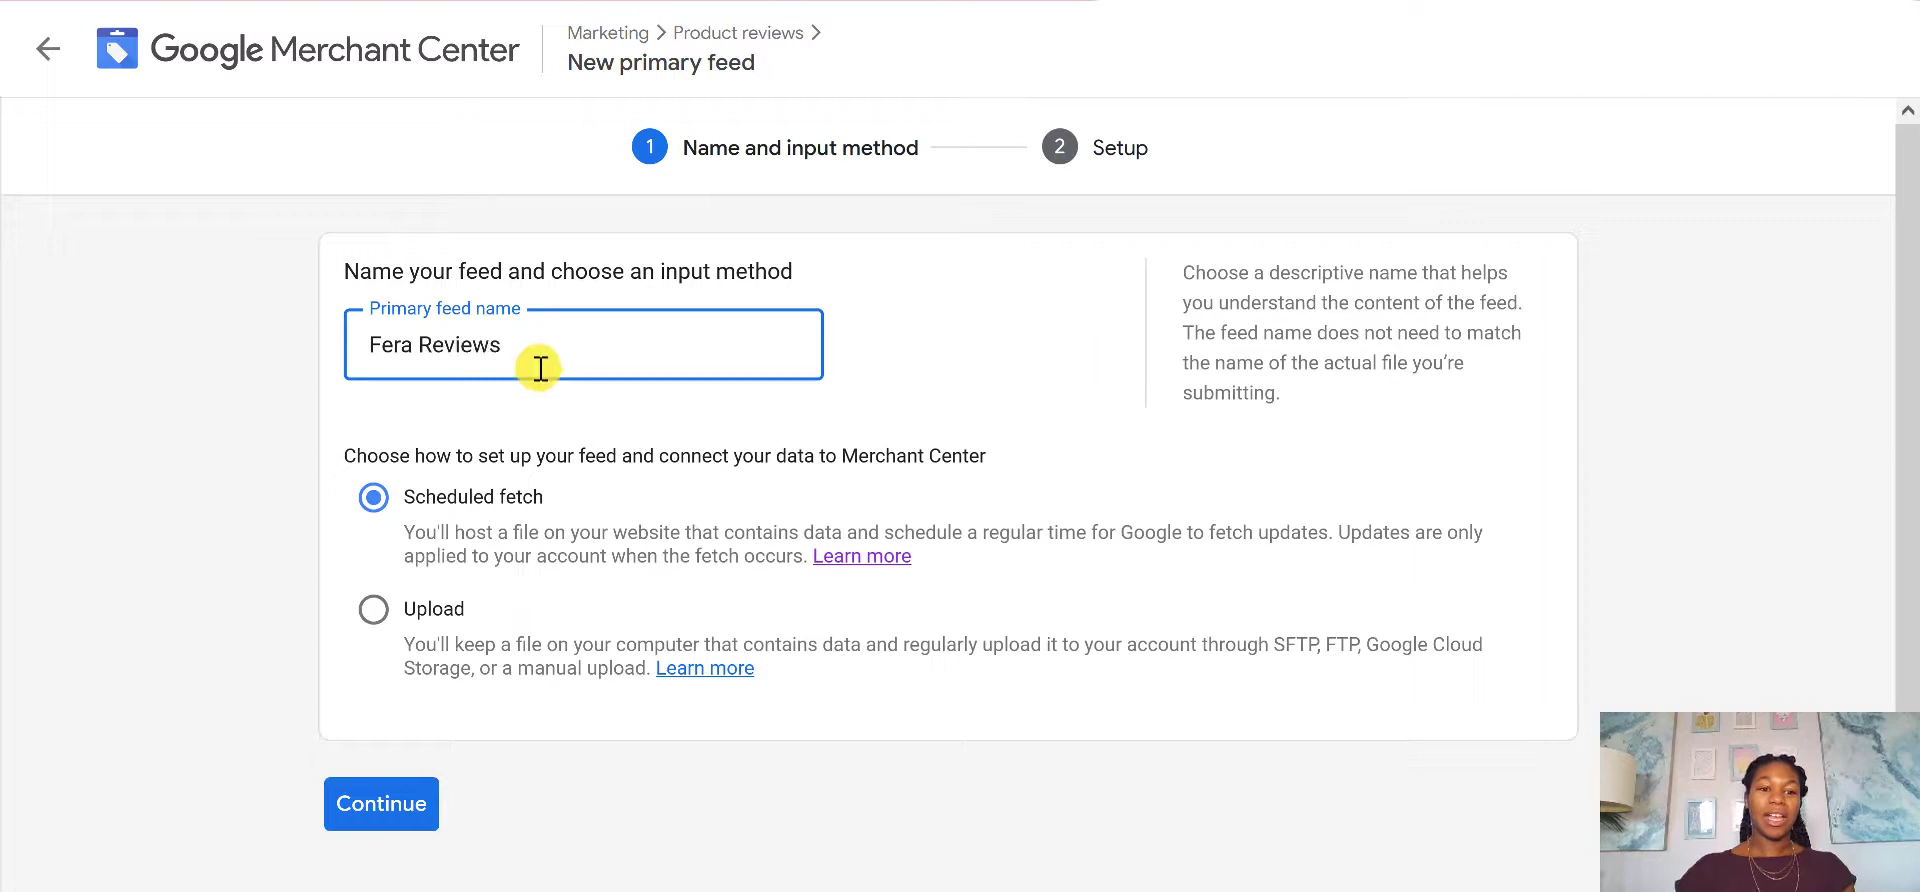 Google Merchant Center
Marketing > Product reviews >
New primary feed
1 Name and input method
2 Setup
Name your feed and choose an input method
Primary feed name
Fera Reviews
Choose a descriptive name that helps
you understand the content of the feed.
The feed name does not need to match
the name of the actual file you’re
submitting.
Choose how to set up your feed and connect your data to Merchant Center
Scheduled fetch
You'll host a file on your website that contains data and schedule a regular time for Google to fetch updates. Updates are only
applied to your account when the fetch occurs. Learn more
Upload
You'll keep a file on your computer that contains data and regularly upload it to your account through SFTP, FTP, Google Cloud
Storage, or a manual upload. Learn more
Continue